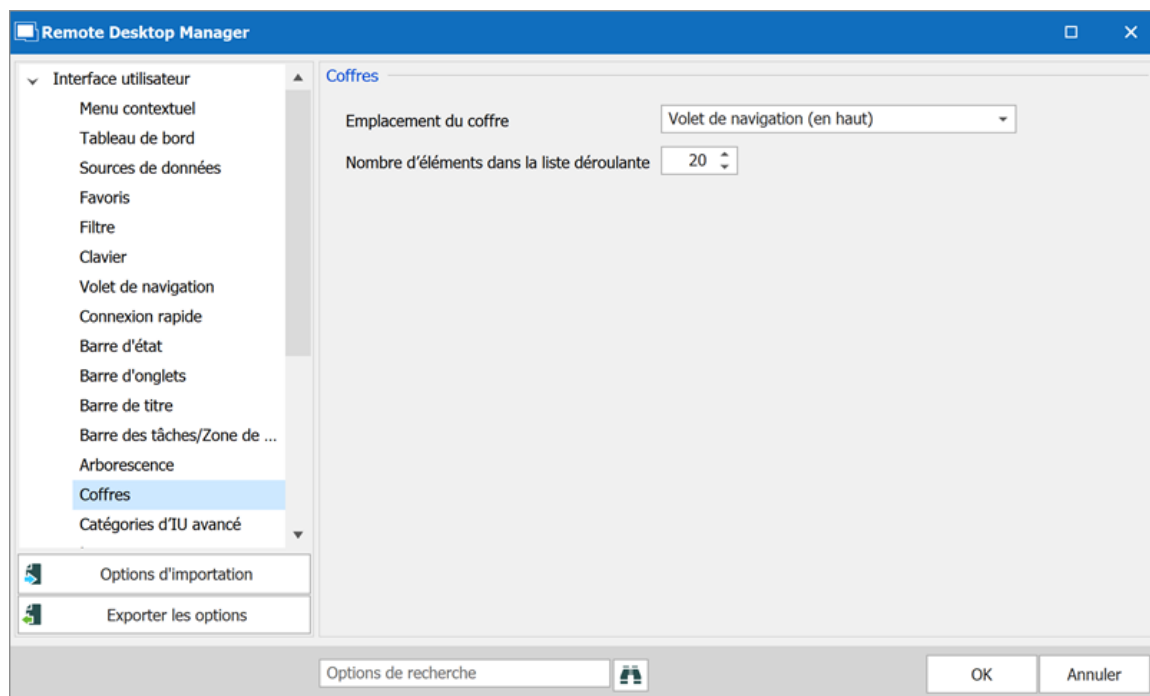 Remote Desktop Manager
Interface utilisateur
Menu contextuel
Tableau de bord
Sources de données
Favoris
Filtre
Clavier
Volet de navigation
Connexion rapide
Barre d'état
Barre d'onglets
Barre de titre
Barre des tâches/Zone de ...
Arborescence
Coffres
Catégories d’IU avancé
Options d'importation
Exporter les options
Coffres
Emplacement du coffre
Volet de navigation (en haut)
Nombre d’éléments dans la liste déroulante
20
Options de recherche
OK
Annuler